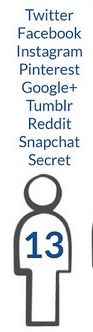 Twitter
Facebook
Instagram
Pinterest
Google+
Tumblr
Reddit
Snapchat
Secret
13